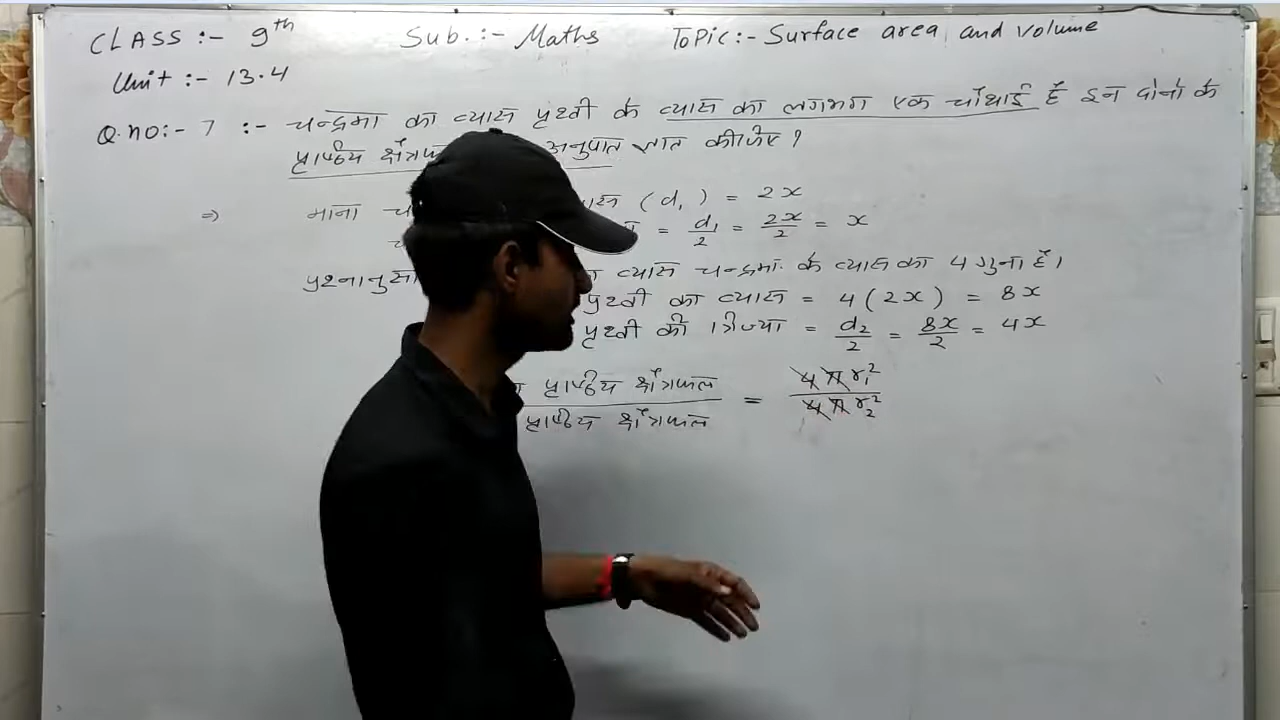 CLASS :- 9th Sub. :- Maths Topic:- Surface area and volume
Unit :- 13.4
Q.no:- 7 :- चन्द्रमा का व्यास पृथ्वी के व्यास का लगभग एक चौथाई है इन दोनों के
पृष्ठीय अनुपात ज्ञात कीजिए ?
⇒ माना (d₁) = 2x
= d₁/2 = 2x/2 = x
व्यास चन्द्रमा के व्यास का 4 गुना है।
पृथ्वी का व्यास = 4(2x) = 8x
पृथ्वी की त्रिज्या = d₂/2 = 8x/2 = 4x
पृष्ठीय क्षेत्रफल / पृष्ठीय क्षेत्रफल = 4πr₁² / 4πr₂²